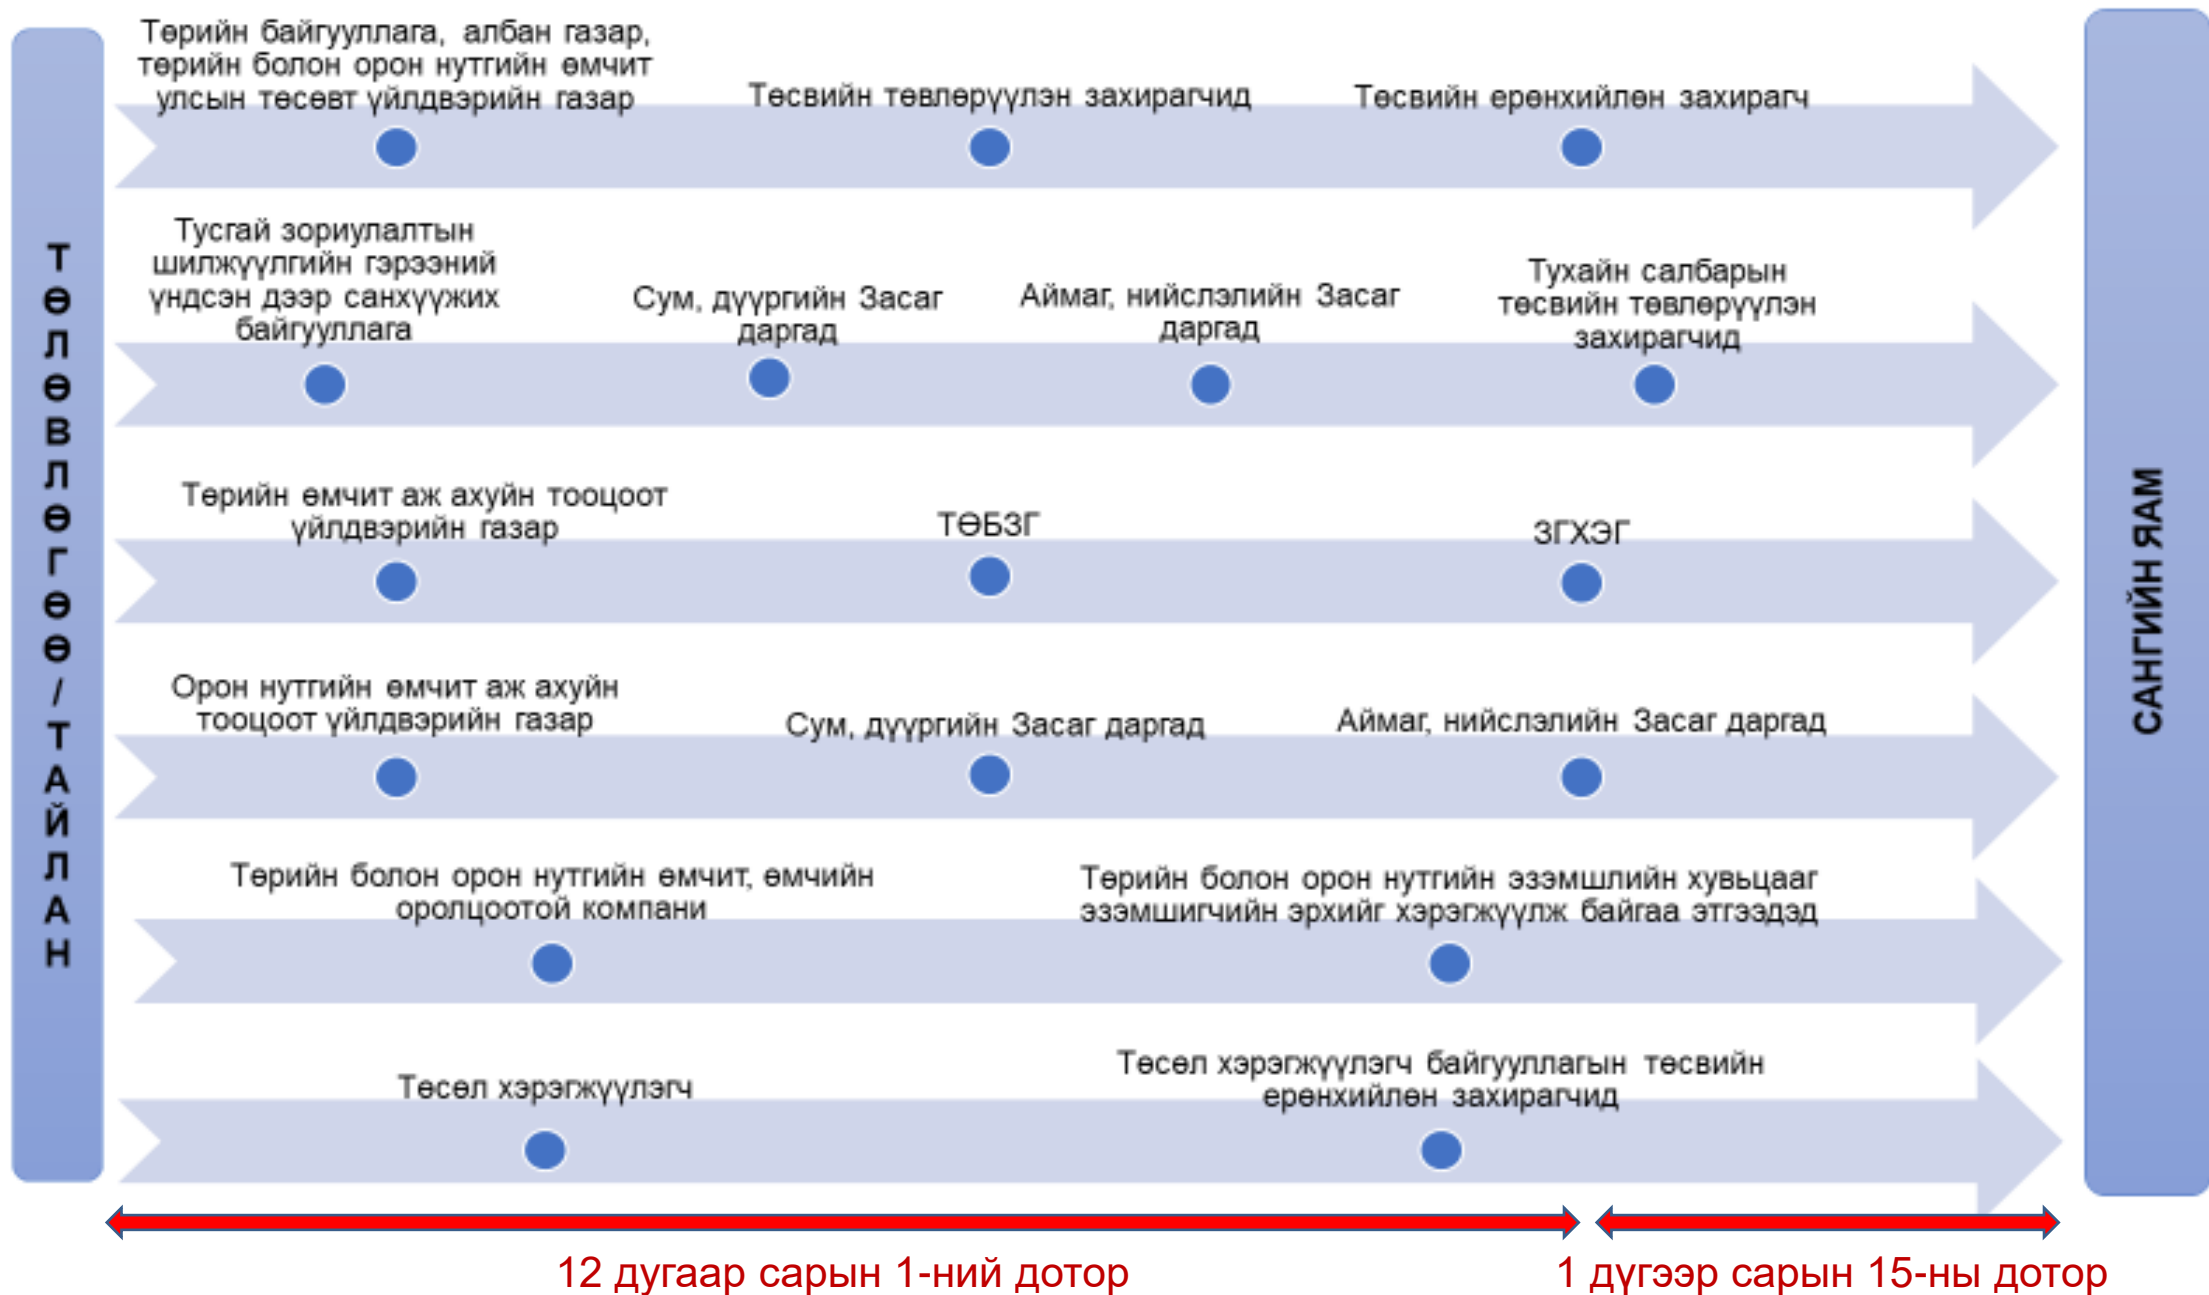 ТӨЛӨВЛӨГӨӨ/ТАЙЛАН
Төрийн байгууллага, албан газар,
төрийн болон орон нутгийн өмчит
улсын төсөвт үйлдвэрийн газар
Төсвийн төвлөрүүлэн захирагчид
Төсвийн ерөнхийлөн захирагч
Тусгай зориулалтын
шилжүүлгийн гэрээний
үндсэн дээр санхүүжих
байгууллага
Сум, дүүргийн Засаг
даргад
Аймаг, нийслэлийн Засаг
даргад
Тухайн салбарын
төсвийн төвлөрүүлэн
захирагчид
Төрийн өмчит аж ахуйн тооцоот
үйлдвэрийн газар
ТӨБЗГ
ЗГХЭГ
Орон нутгийн өмчит аж ахуйн
тооцоот үйлдвэрийн газар
Сум, дүүргийн Засаг даргад
Аймаг, нийслэлийн Засаг даргад
Төрийн болон орон нутгийн өмчит, өмчийн
оролцоотой компани
Төрийн болон орон нутгийн эзэмшлийн хувьцааг
эзэмшигчийн эрхийг хэрэгжүүлж байгаа этгээдэд
Төсөл хэрэгжүүлэгч
Төсөл хэрэгжүүлэгч байгууллагын төсвийн
ерөнхийлөн захирагчид
САНГИЙН ЯАМ
12 дугаар сарын 1-ний дотор
1 дүгээр сарын 15-ны дотор